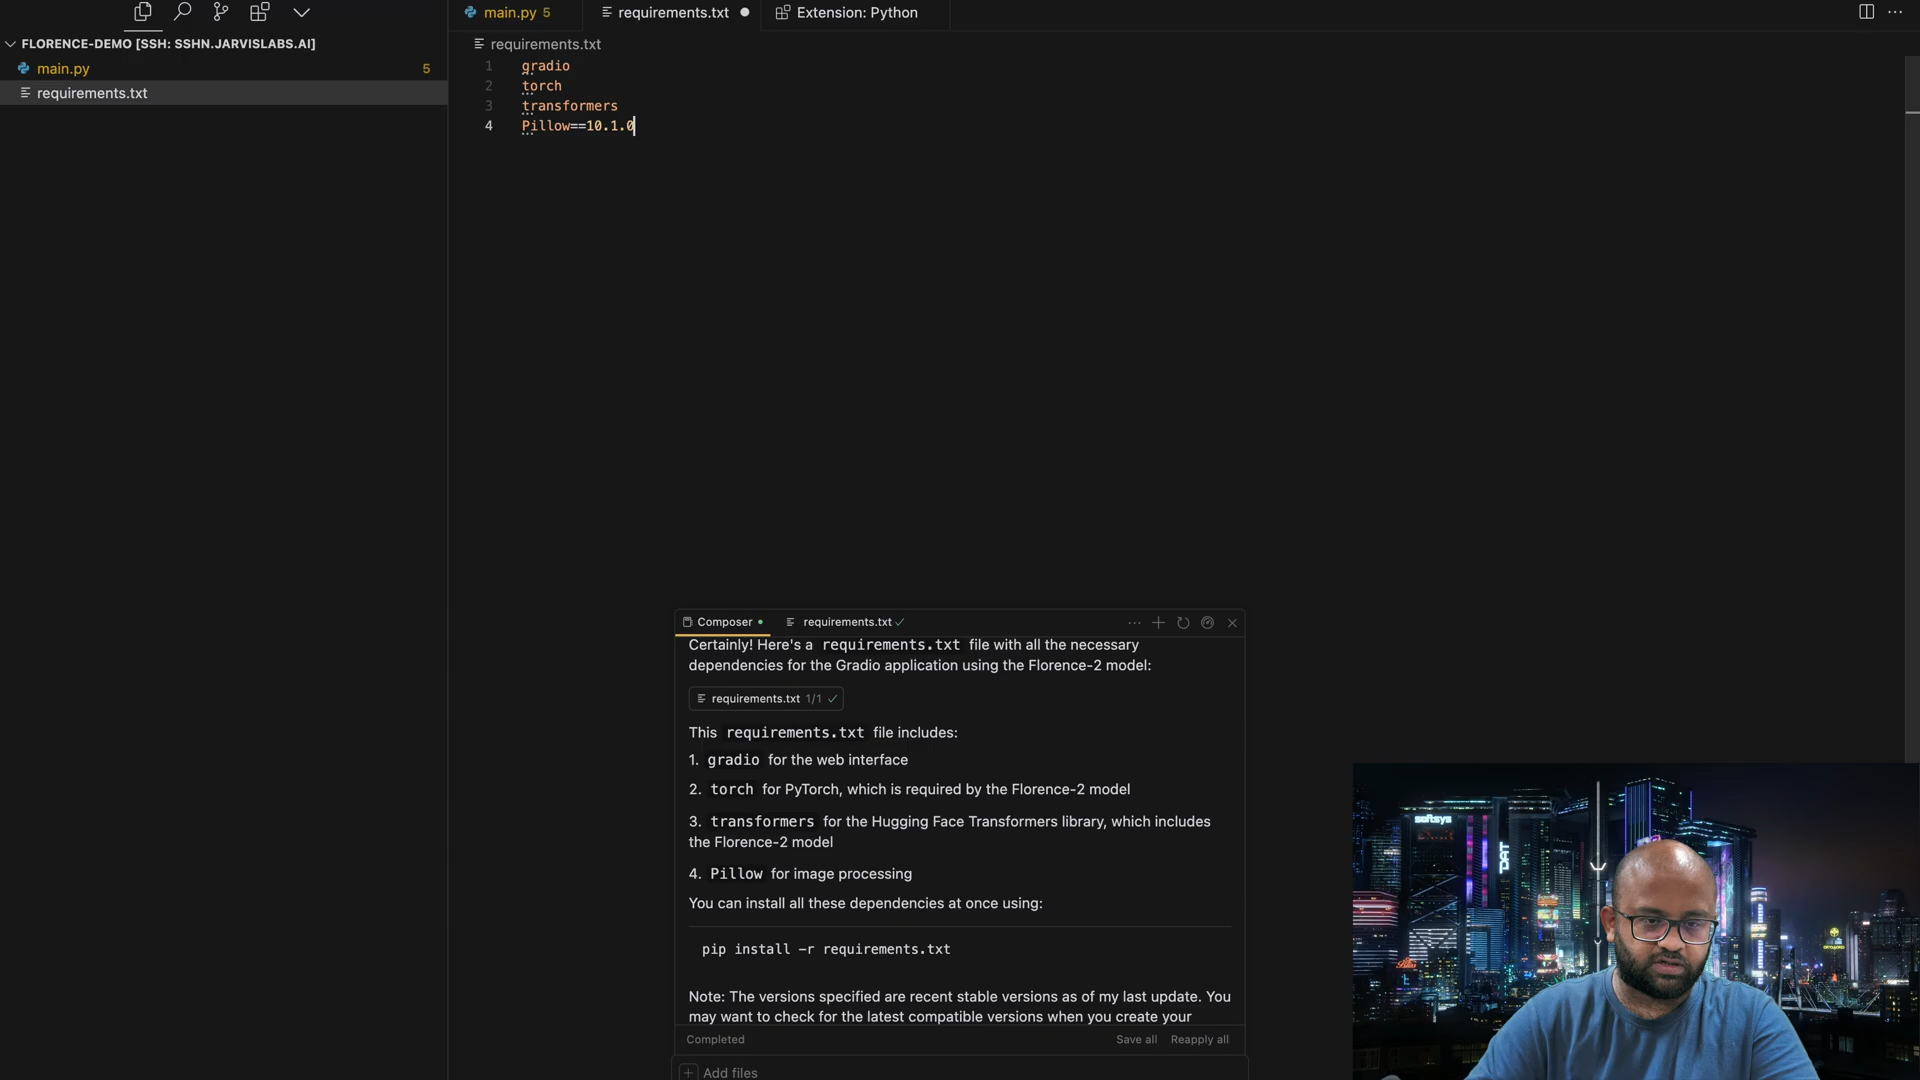 main.py 5
requirements.txt
Extension: Python
FLORENCE-DEMO [SSH: SSHN.JARVISLABS.AI]
main.py 5
requirements.txt
requirements.txt
1 gradio
2 torch
3 transformers
4 Pillow==10.1.0
Composer
requirements.txt
Certainly! Here's a requirements.txt file with all the necessary
dependencies for the Gradio application using the Florence-2 model:
requirements.txt 1/1
This requirements.txt file includes:
1. gradio for the web interface
2. torch for PyTorch, which is required by the Florence-2 model
3. transformers for the Hugging Face Transformers library, which includes
the Florence-2 model
4. Pillow for image processing
You can install all these dependencies at once using:
pip install -r requirements.txt
Note: The versions specified are recent stable versions as of my last update. You
may want to check for the latest compatible versions when you create your
Completed
Save all
Reapply all
+ Add files
softsys
DAT